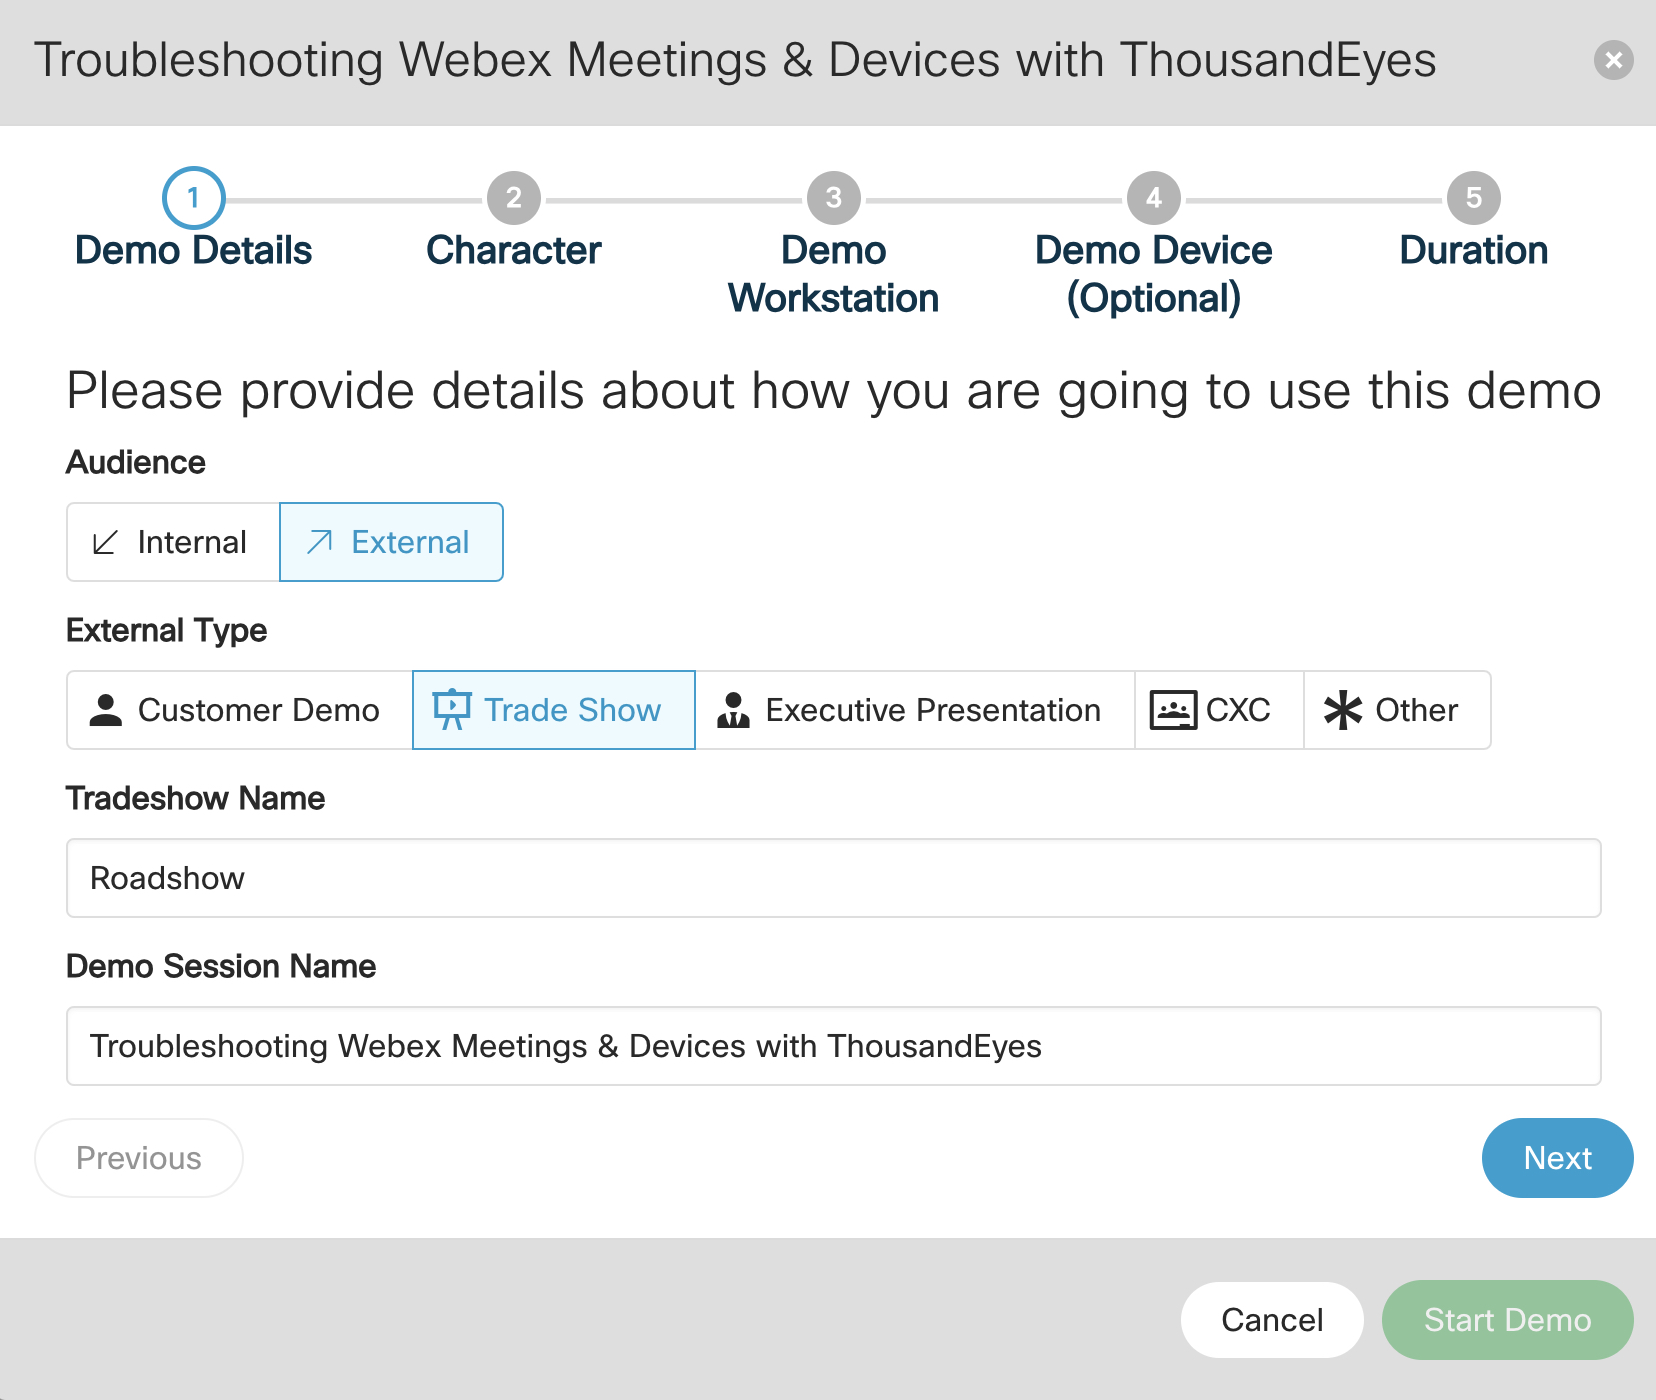 Troubleshooting Webex Meetings & Devices with ThousandEyes
1 2 3 4 5
Demo Details Character Demo Workstation Demo Device (Optional) Duration
Please provide details about how you are going to use this demo
Audience
Internal External
External Type
Customer Demo Trade Show Executive Presentation CXC Other
Tradeshow Name
Roadshow
Demo Session Name
Troubleshooting Webex Meetings & Devices with ThousandEyes
Previous Next
Cancel Start Demo